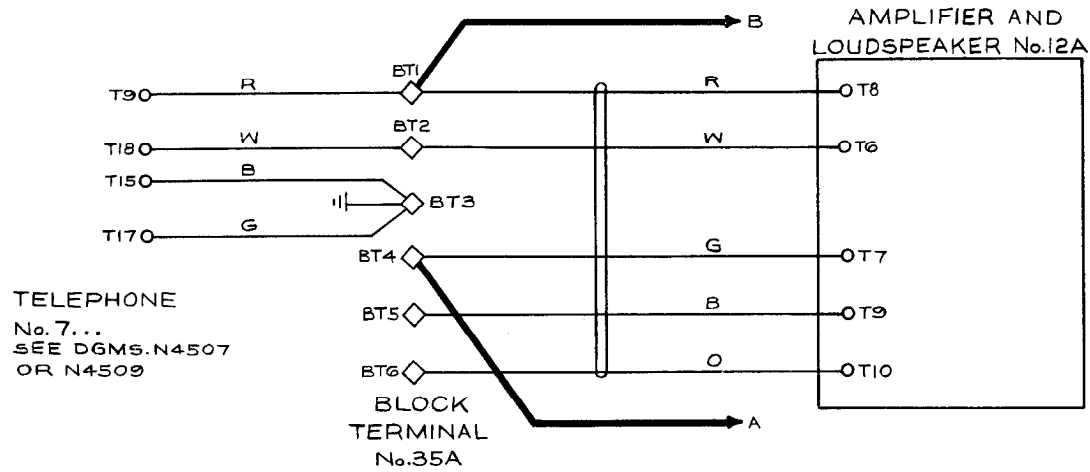 B
AMPLIFIER AND
LOUDSPEAKER No.12A
T9
R
BT1
R
T8
T18
W
BT2
W
T6
T15
B
BT3
T17
G
BT4
G
T7
TELEPHONE
No. 7...
SEE DGMS.N4507
OR N4509
BT5
B
T9
BT6
O
T10
BLOCK
TERMINAL
No.35A
A